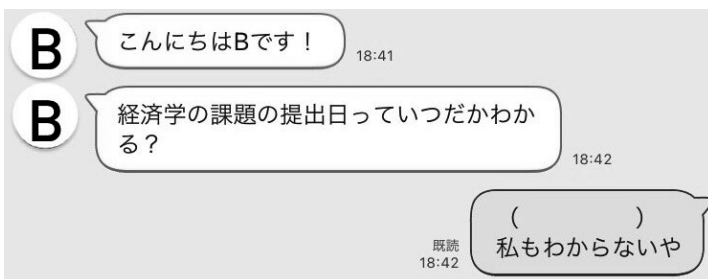 B
こんにちはBです！
18:41
B
経済学の課題の提出日っていつだかわか
る？
18:42
(　　　　　)
私もわからないや
既読
18:42